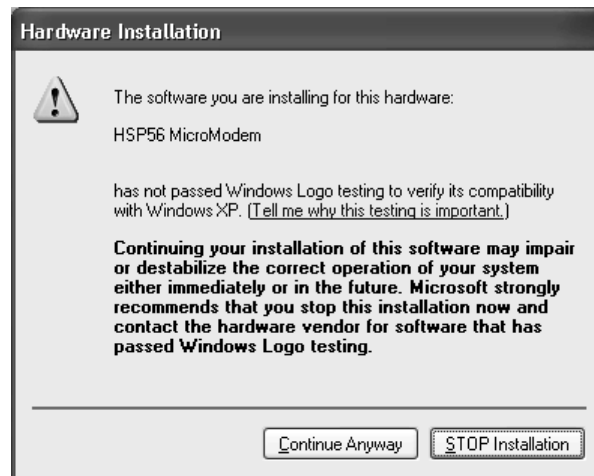 Hardware Installation
The software you are installing for this hardware:
HSP56 MicroModem
has not passed Windows Logo testing to verify its compatibility
with Windows XP. (Tell me why this testing is important.)
Continuing your installation of this software may impair
or destabilize the correct operation of your system
either immediately or in the future. Microsoft strongly
recommends that you stop this installation now and
contact the hardware vendor for software that has
passed Windows Logo testing.
Continue Anyway
STOP Installation